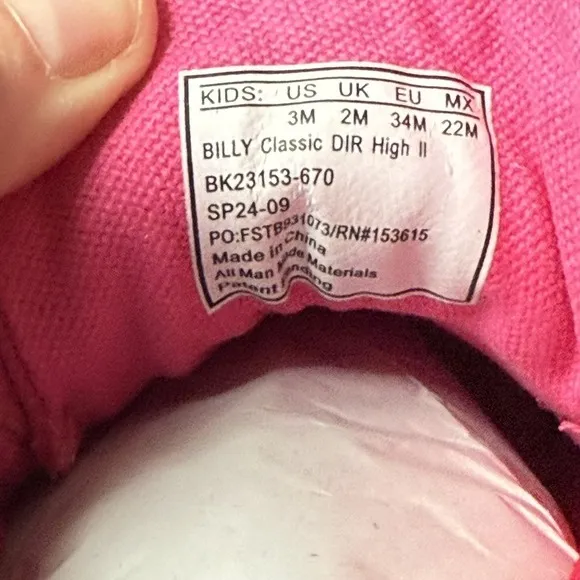 KIDS: US UK EU MX
3M 2M 34M 22M
BILLY Classic DIR High II
BK23153-670
SP24-09
PO:FSTB931073/RN#153615
Made in China
All Man Made Materials
Patent Pending